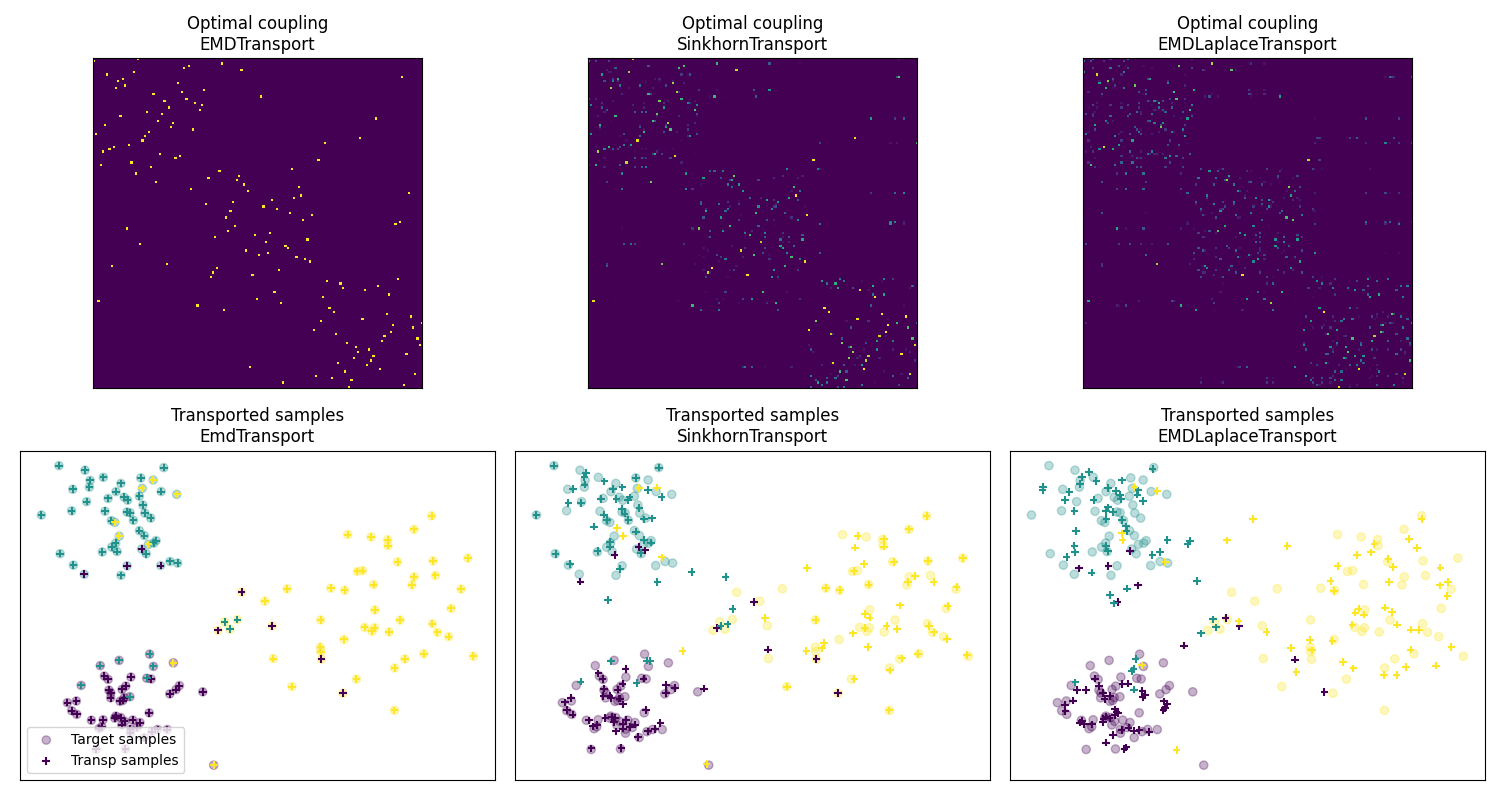 Optimal coupling
EMDTransport
Optimal coupling
SinkhornTransport
Optimal coupling
EMDLaplaceTransport
Transported samples
EmdTransport
Transported samples
SinkhornTransport
Transported samples
EMDLaplaceTransport
Target samples
Transp samples